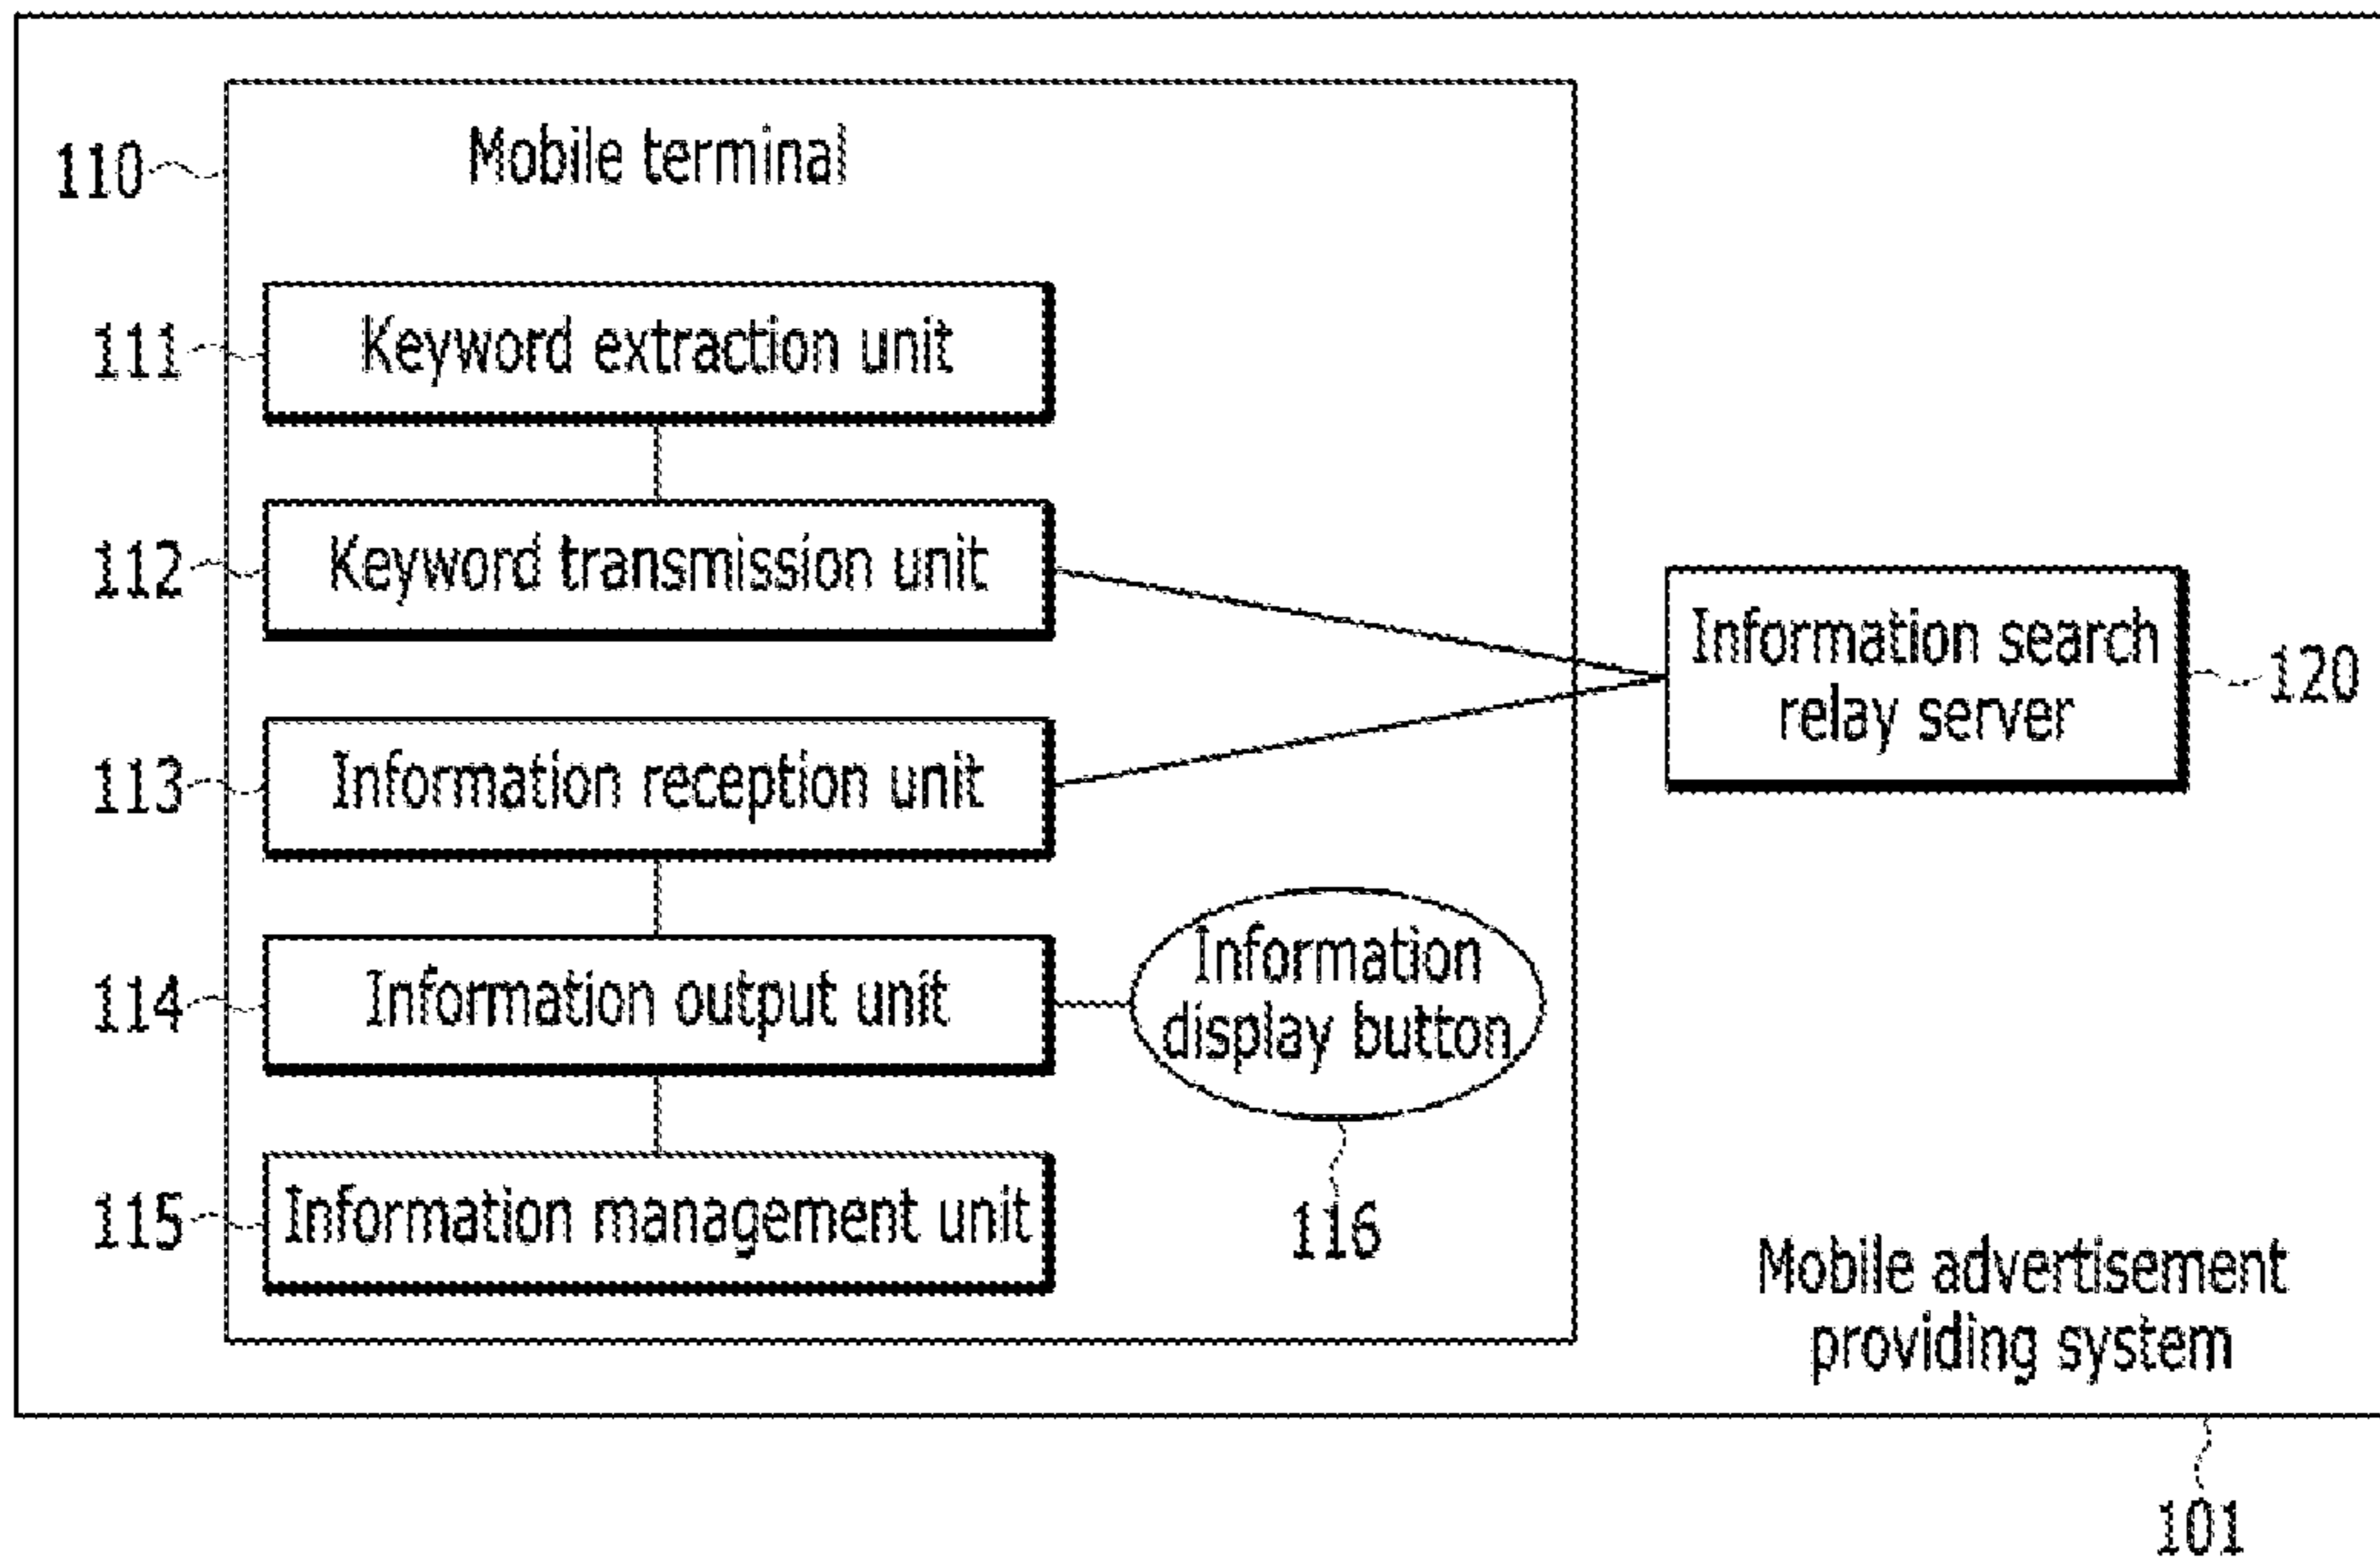 110
Mobile terminal
111
Keyword extraction unit
112
Keyword transmission unit
113
Information reception unit
114
Information output unit
115
Information management unit
Information
display button
116
Information search
relay server
120
Mobile advertisement
providing system
101